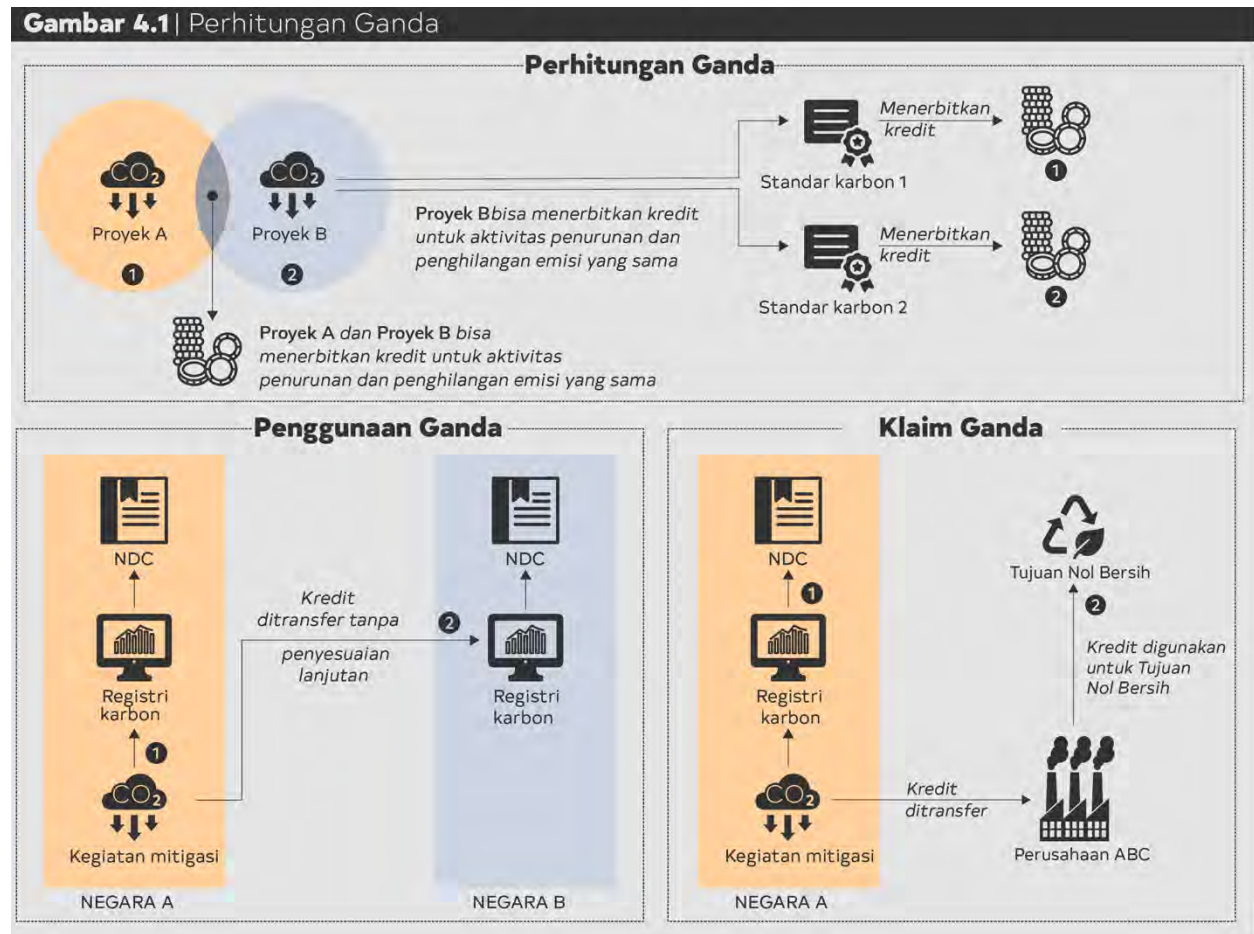 Gambar 4.1| Perhitungan Ganda
Perhitungan Ganda
CO2
Proyek A
1
CO2
Proyek B
2
Proyek A dan Proyek B bisa
menerbitkan kredit untuk aktivitas
penurunan dan penghilangan emisi yang sama
Proyek Bbisa menerbitkan kredit
untuk aktivitas penurunan dan
penghilangan emisi yang sama
Standar karbon 1
Menerbitkan
kredit
1
Standar karbon 2
Menerbitkan
kredit
2
Penggunaan Ganda
NDC
Registri
karbon
1
CO2
Kegiatan mitigasi
NEGARA A
Kredit
ditransfer tanpa
penyesuaian
lanjutan
2
NDC
Registri
karbon
NEGARA B
Klaim Ganda
NDC
1
Registri
karbon
CO2
Kegiatan mitigasi
NEGARA A
Kredit
ditransfer
Tujuan Nol Bersih
2
Kredit digunakan
untuk Tujuan
Nol Bersih
Perusahaan ABC